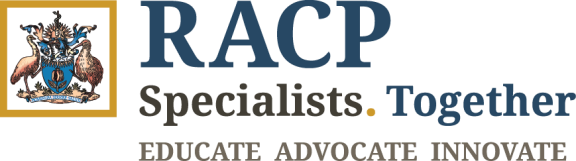 RACP
Specialists. Together
EDUCATE ADVOCATE INNOVATE